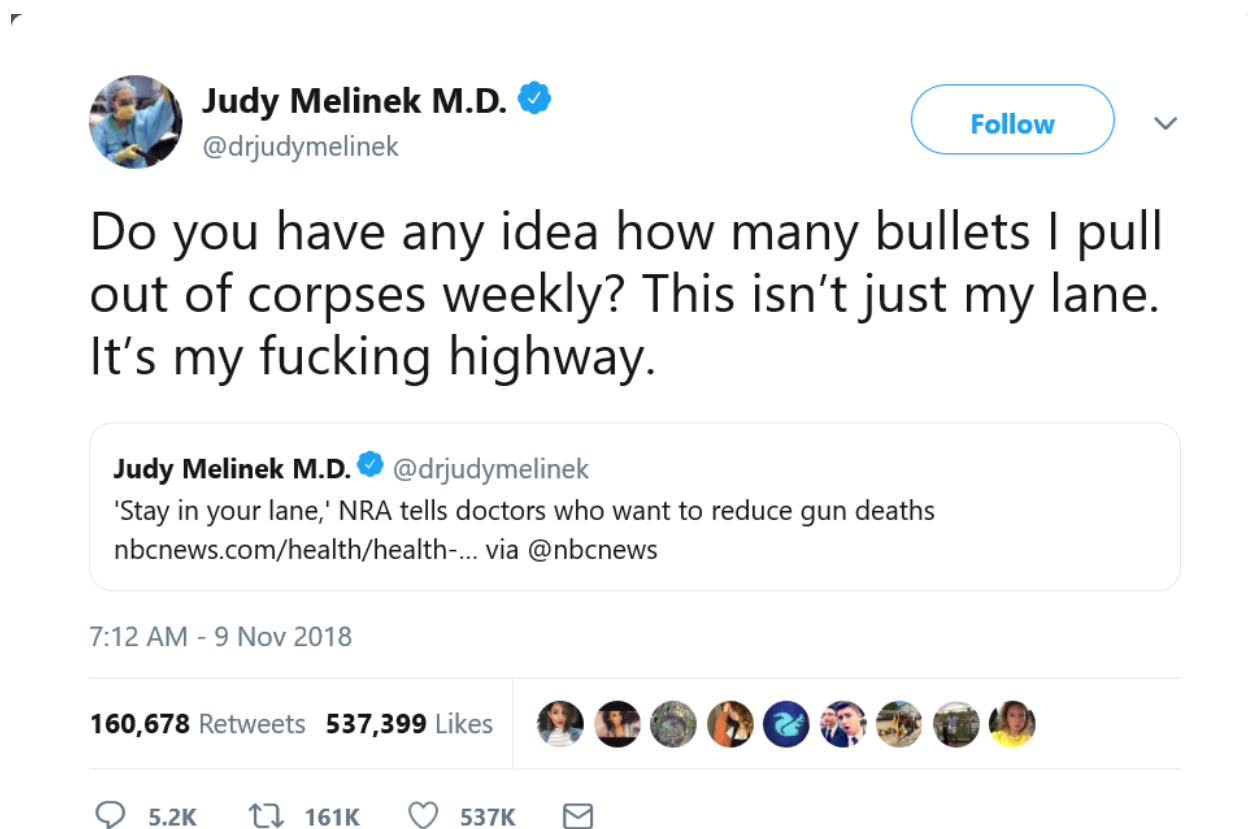 Judy Melinek M.D.
@drjudymelinek
Follow
Do you have any idea how many bullets I pull
out of corpses weekly? This isn’t just my lane.
It’s my fucking highway.
Judy Melinek M.D. @drjudymelinek
'Stay in your lane,' NRA tells doctors who want to reduce gun deaths
nbcnews.com/health/health-... via @nbcnews
7:12 AM - 9 Nov 2018
160,678 Retweets 537,399 Likes
5.2K 161K 537K